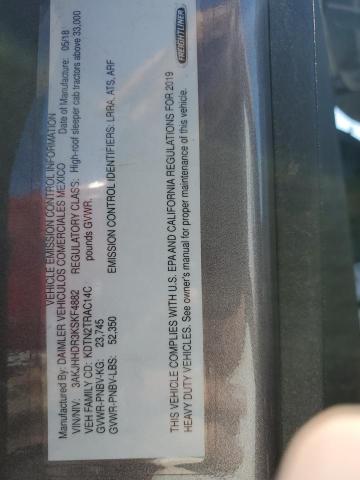 VEHICLE EMISSION CONTROL INFORMATION
Manufactured By: DAIMLER VEHICULOS COMERCIALES MEXICO Date of Manufacture: 05/18
VIN/NIV: 3AKJHHDR3KSKF4882 REGULATORY CLASS: High-roof sleeper cab tractors above 33,000
VEH FAMILY CD: KDTN2TRAC14C pounds GVWR.
GVWR-PNBV-KG: 23,745
GVWR-PNBV-LBS: 52,350 EMISSION CONTROL IDENTIFIERS: LRRA, ATS, ARF
THIS VEHICLE COMPLIES WITH U.S. EPA AND CALIFORNIA REGULATIONS FOR 2019
HEAVY DUTY VEHICLES. See owner's manual for proper maintenance of this vehicle.
FREIGHTLINER